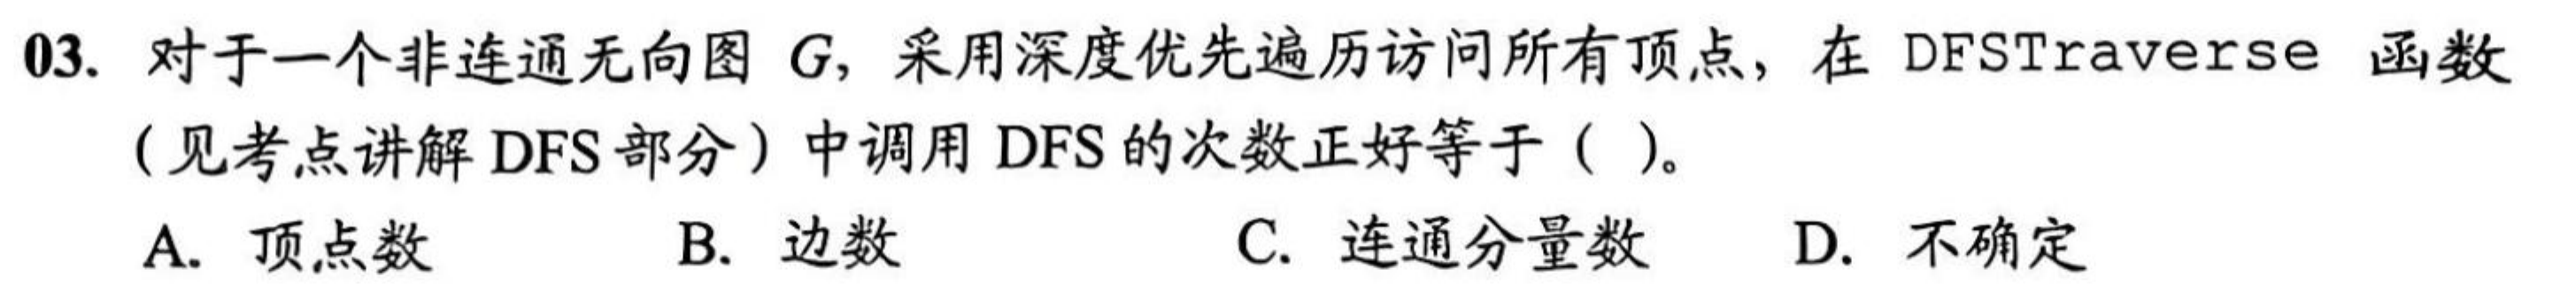 03. 对于一个非连通无向图 G，采用深度优先遍历访问所有顶点，在 DFSTraverse 函数
（见考点讲解 DFS 部分）中调用 DFS 的次数正好等于（ ）。
A. 顶点数 B. 边数 C. 连通分量数 D. 不确定